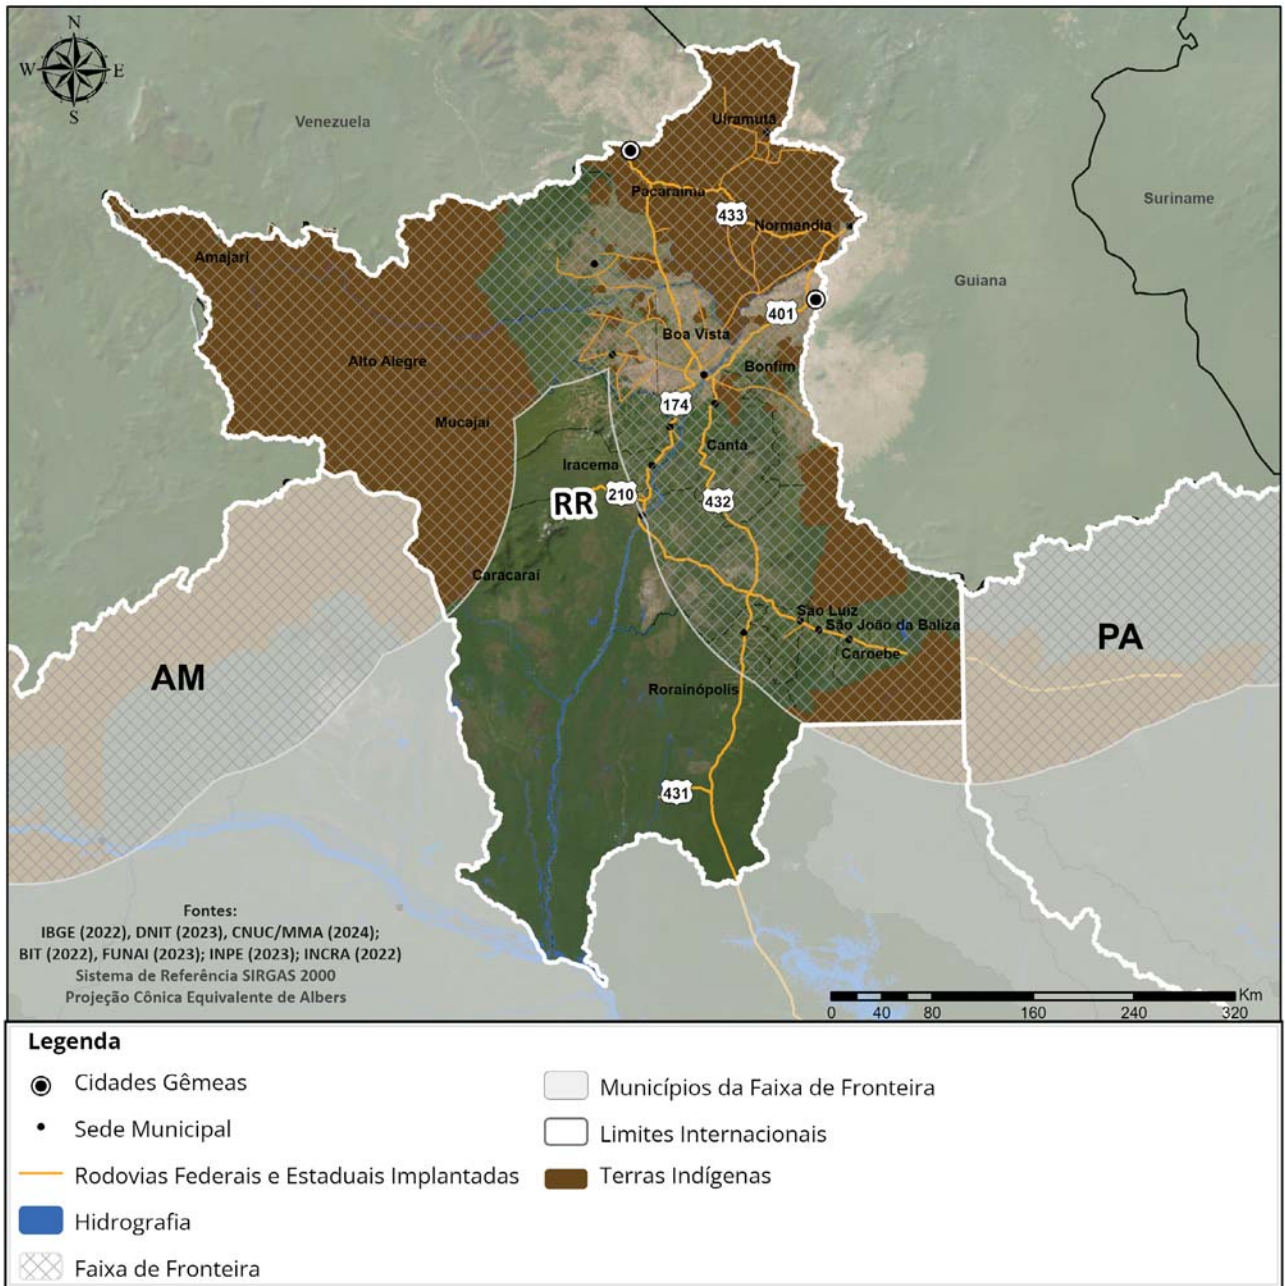 N
W
E
S
Venezuela
Uiramutã
Suriname
Pacaraima
433
Normandia
Amajari
Guiana
401
Boa Vista
Alto Alegre
Bonfim
174
Mucajaí
Cantá
Iracema
210
432
RR
Caracaraí
São Luiz
São João da Baliza
PA
Caroebe
AM
Rorainópolis
431
Fontes:
IBGE (2022), DNIT (2023), CNUC/MMA (2024);
BIT (2022), FUNAI (2023); INPE (2023); INCRA (2022)
Sistema de Referência SIRGAS 2000
Projeção Cônica Equivalente de Albers
Km
0 40 80 160 240 320
Legenda
Cidades Gêmeas
Sede Municipal
Rodovias Federais e Estaduais Implantadas
Hidrografia
Faixa de Fronteira
Municípios da Faixa de Fronteira
Limites Internacionais
Terras Indígenas